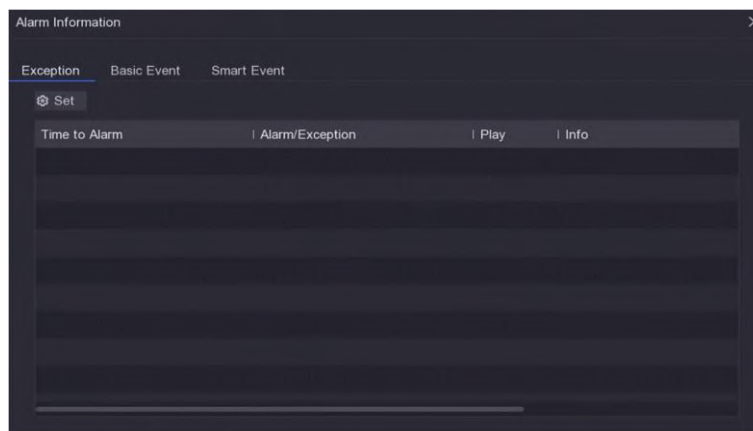 Alarm Information
Exception Basic Event Smart Event
Set
Time to Alarm Alarm/Exception Play Info